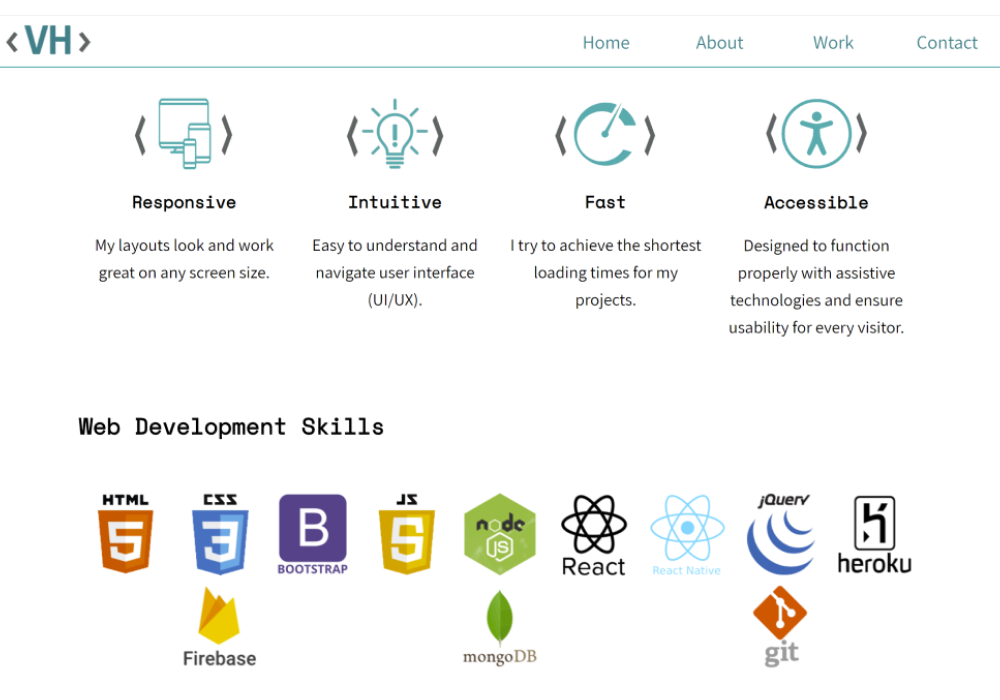 <VH>
Home About Work Contact
Responsive
My layouts look and work
great on any screen size.
Intuitive
Easy to understand and
navigate user interface
(UI/UX).
Fast
I try to achieve the shortest
loading times for my
projects.
Accessible
Designed to function
properly with assistive
technologies and ensure
usability for every visitor.
Web Development Skills
HTML
5
CSS
3
B
BOOTSTRAP
JS
5
node
JS
React
React Native
jQuery
heroku
Firebase
mongoDB
git